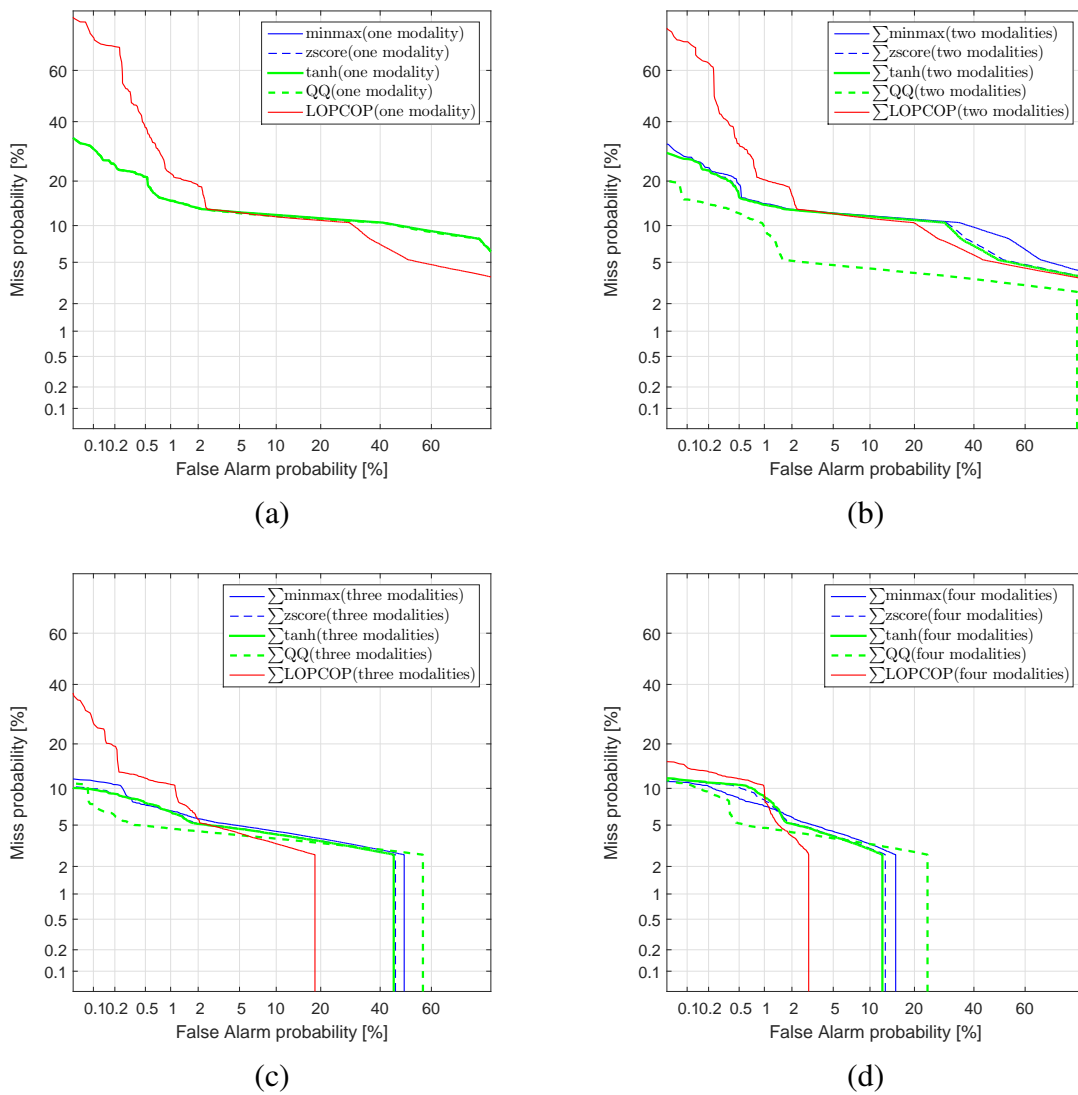 minmax(one modality)
zscore(one modality)
tanh(one modality)
QQ(one modality)
LOPCOP(one modality)
60
40
20
10
5
2
1
0.5
0.2
0.1
Miss probability [%]
0.1 0.2 0.5 1 2 5 10 20 40 60
False Alarm probability [%]
(a)
∑minmax(two modalities)
∑zscore(two modalities)
∑tanh(two modalities)
∑QQ(two modalities)
∑LOPCOP(two modalities)
60
40
20
10
5
2
1
0.5
0.2
0.1
Miss probability [%]
0.1 0.2 0.5 1 2 5 10 20 40 60
False Alarm probability [%]
(b)
∑minmax(three modalities)
∑zscore(three modalities)
∑tanh(three modalities)
∑QQ(three modalities)
∑LOPCOP(three modalities)
60
40
20
10
5
2
1
0.5
0.2
0.1
Miss probability [%]
0.1 0.2 0.5 1 2 5 10 20 40 60
False Alarm probability [%]
(c)
∑minmax(four modalities)
∑zscore(four modalities)
∑tanh(four modalities)
∑QQ(four modalities)
∑LOPCOP(four modalities)
60
40
20
10
5
2
1
0.5
0.2
0.1
Miss probability [%]
0.1 0.2 0.5 1 2 5 10 20 40 60
False Alarm probability [%]
(d)